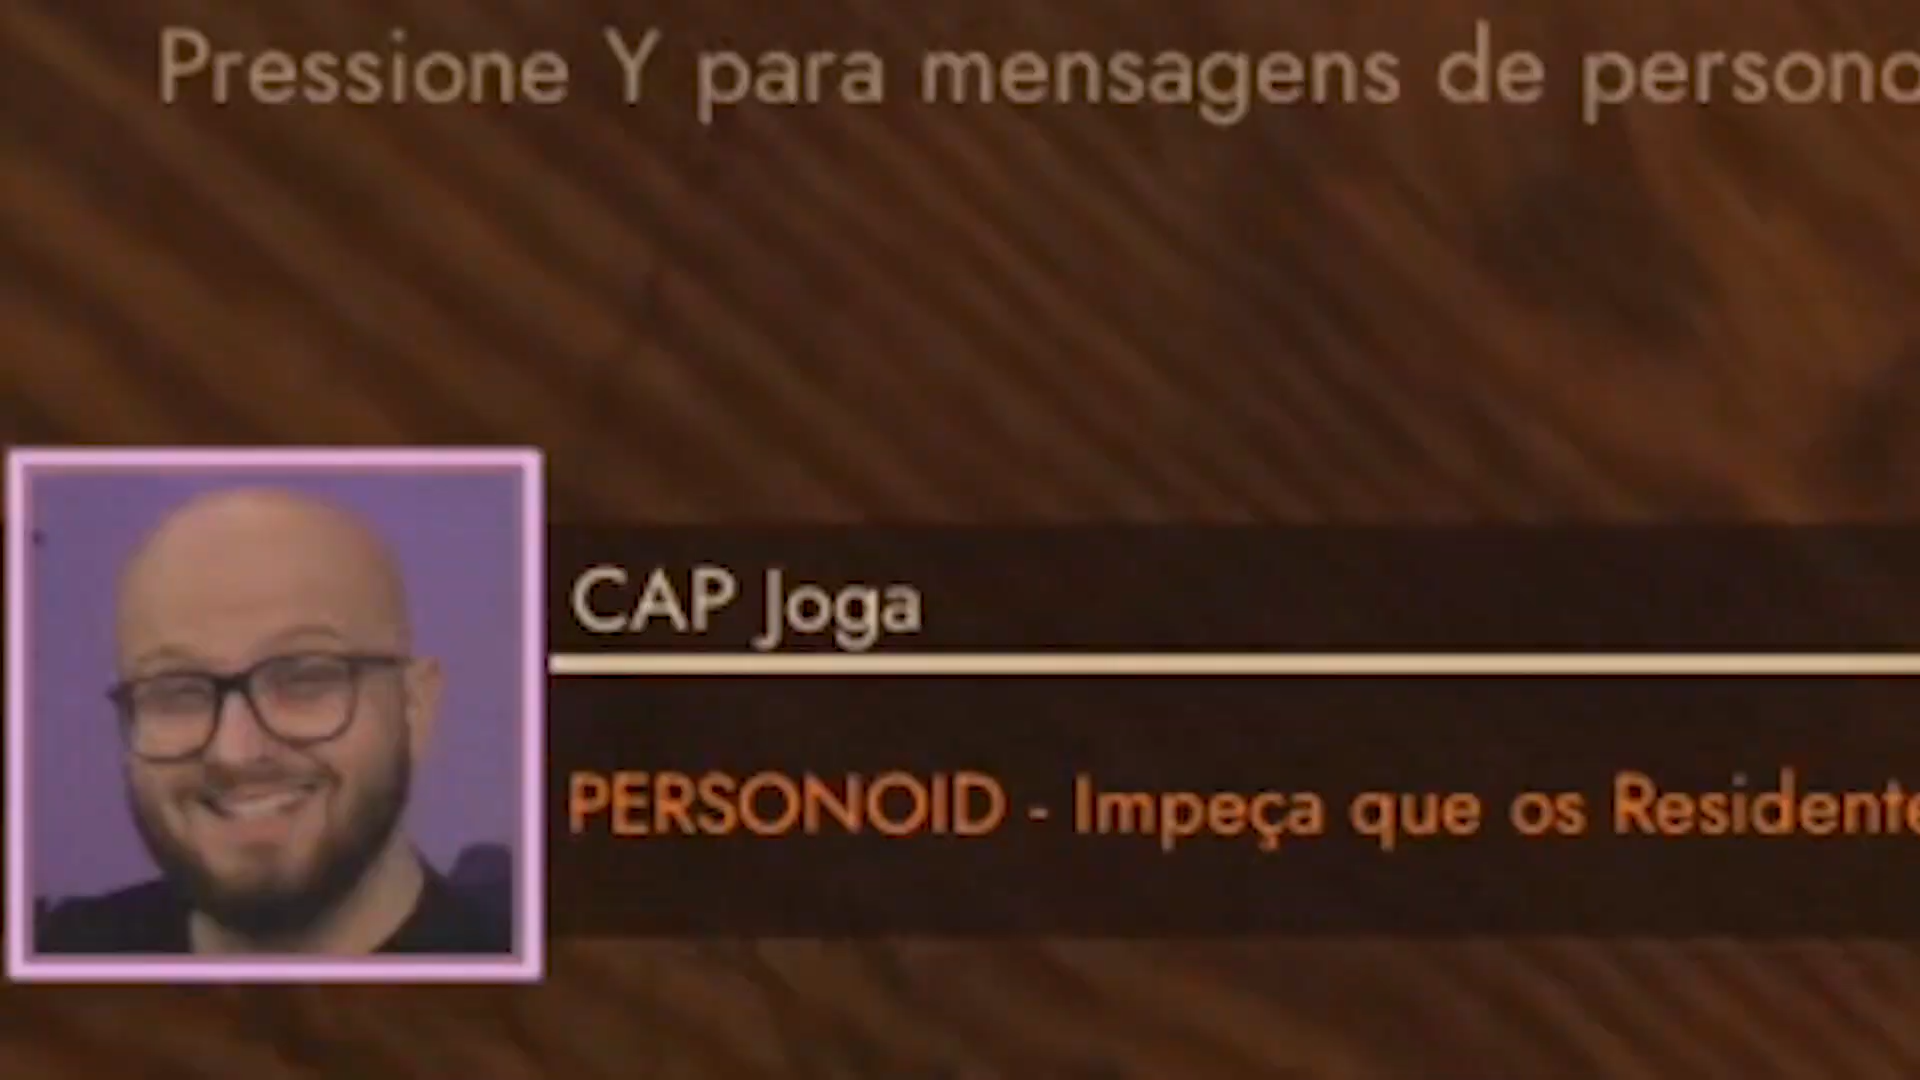 Pressione Y para mensagens de persono
CAP Joga
PERSONOID - Impeça que os Residente